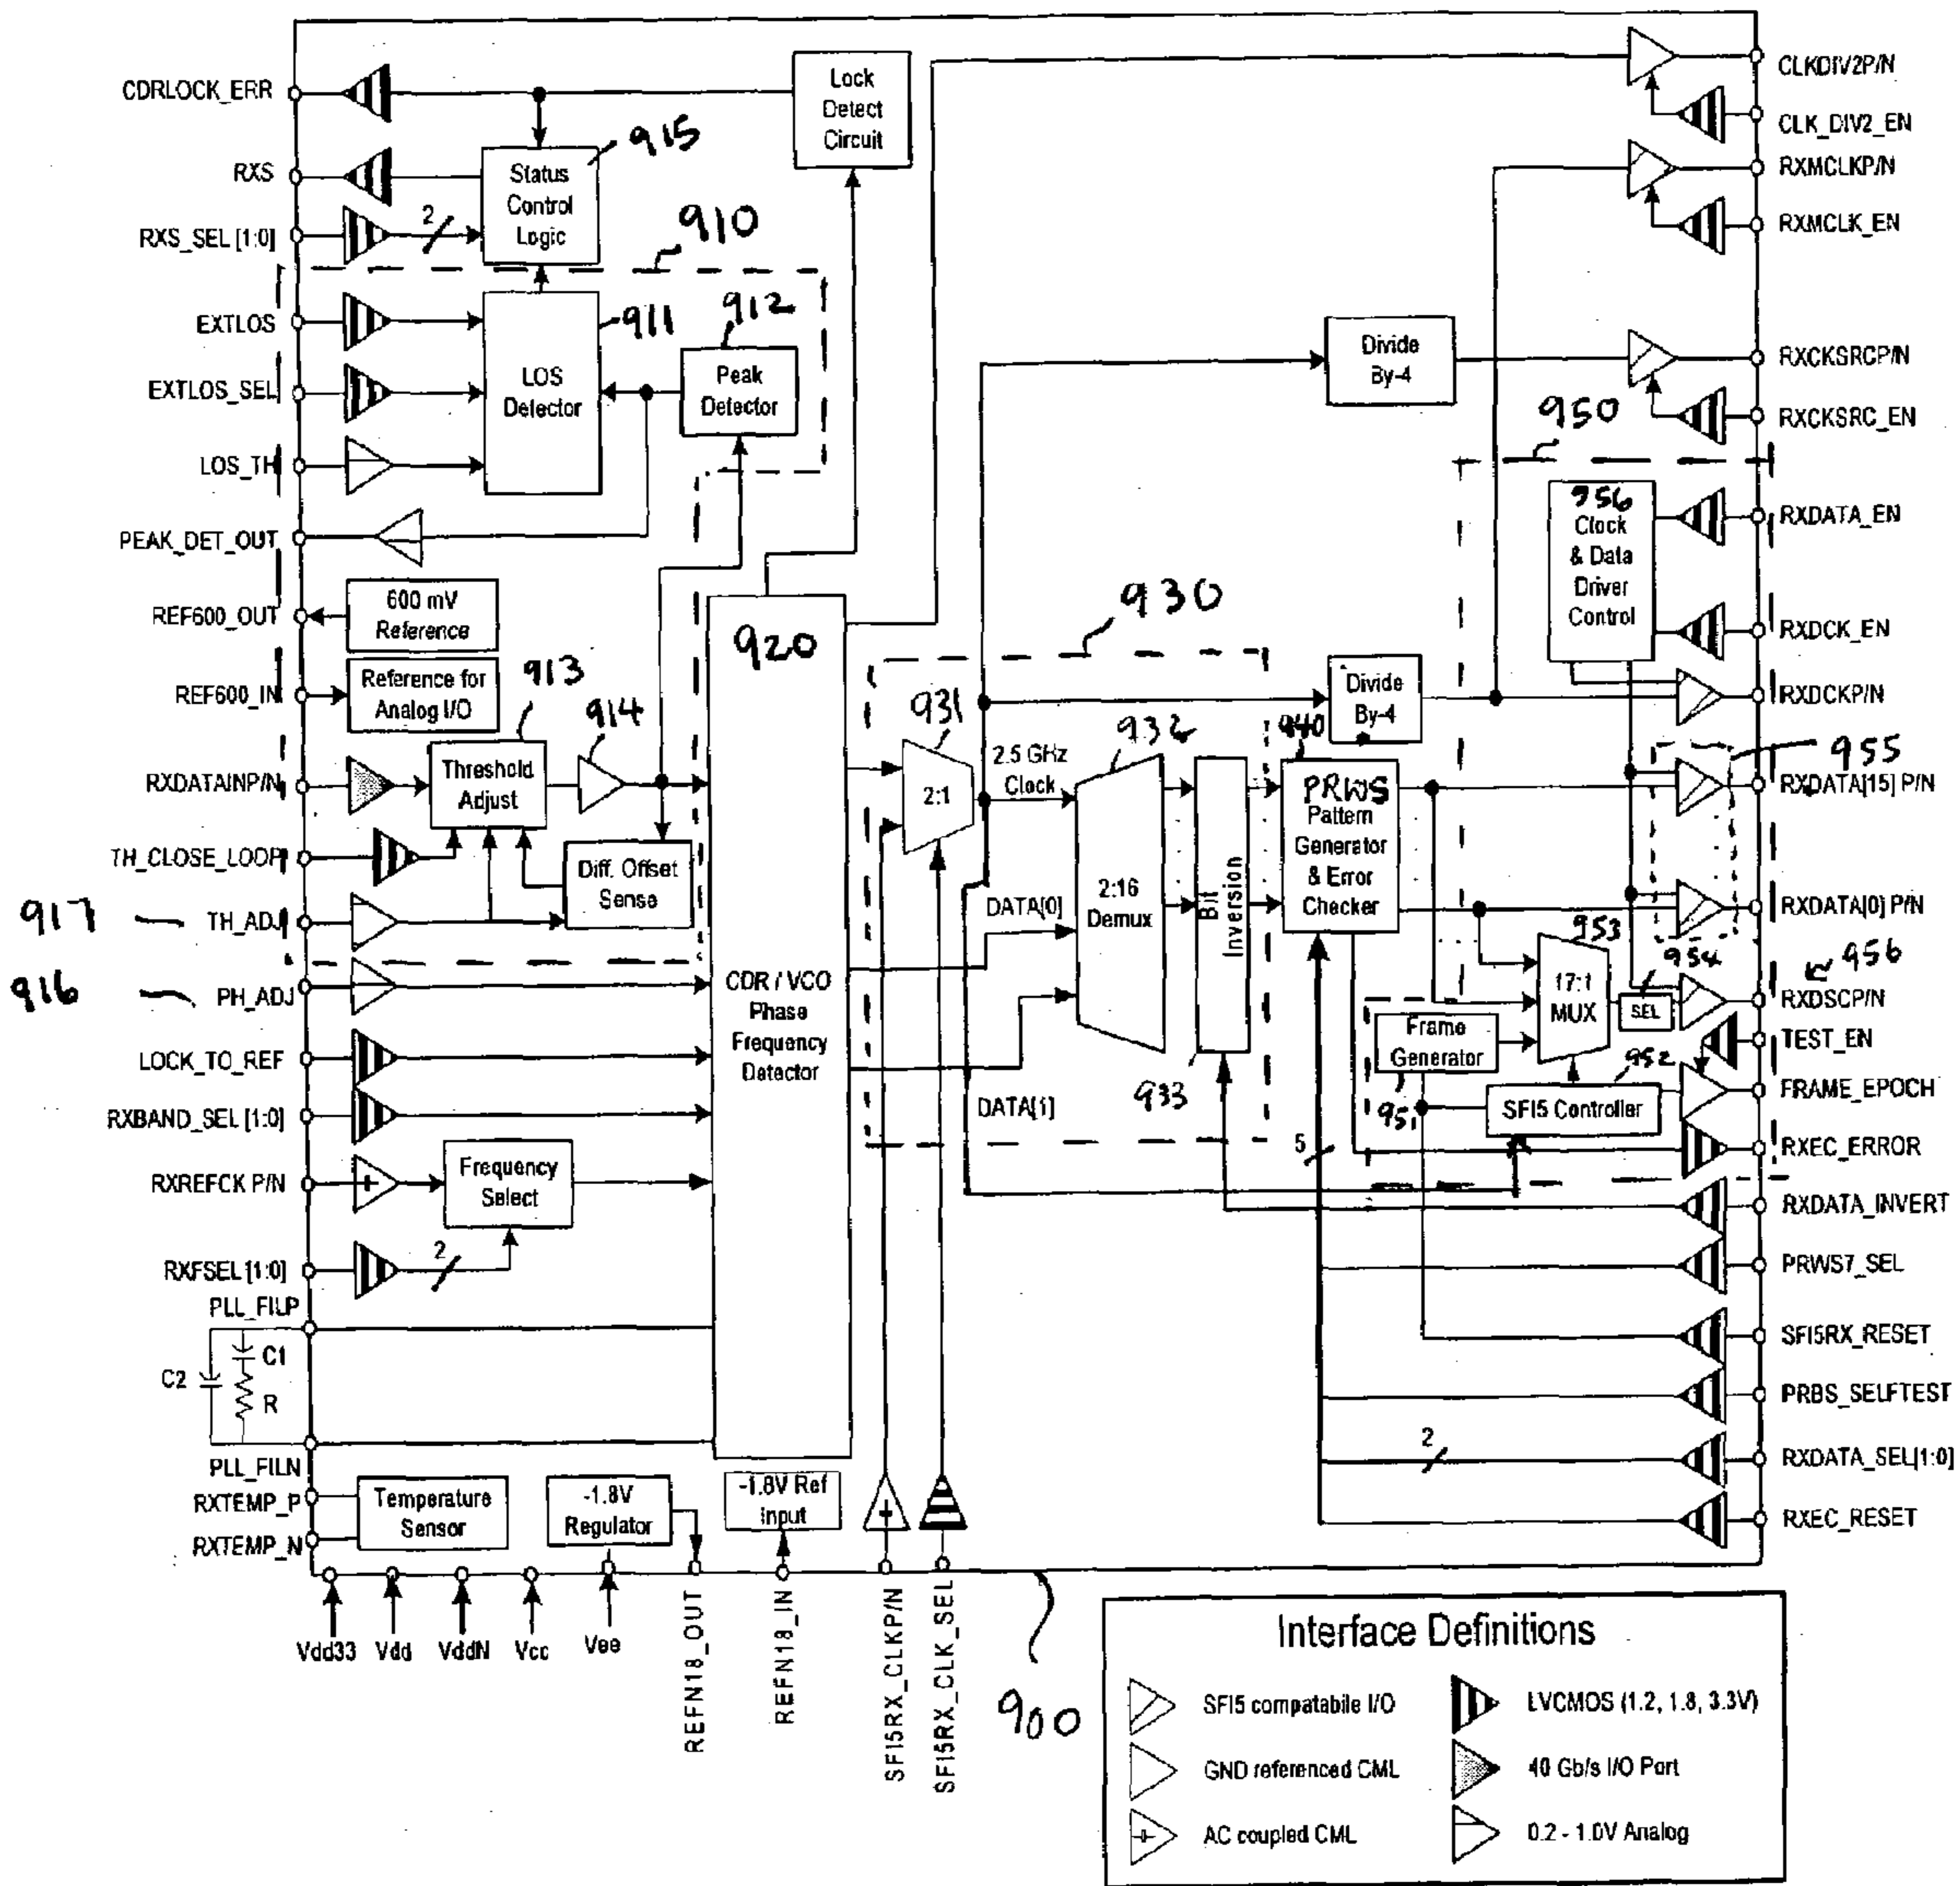 CDRLOCK_ERR
RXS
RXS_SEL [1:0]
EXTLOS
EXTLOS_SEL
LOS_TH
PEAK_DET_OUT
REF600_OUT
REF600_IN
RXDATAINP/N
TH_CLOSE_LOOP
917
TH_ADJ
916
PH_ADJ
LOCK_TO_REF
RXBAND_SEL [1:0]
RXREFCK P/N
RXFSEL [1:0]
PLL_FILP
C2
C1
R
PLL_FILN
RXTEMP_P
RXTEMP_N
Lock
Detect
Circuit
915
Status
Control
Logic
2
910
911
LOS
Detector
912
Peak
Detector
600 mV
Reference
Reference for
Analog I/O
913
914
Threshold
Adjust
Diff. Offset
Sense
Frequency
Select
2
920
CDR / VCO
Phase
Frequency
Detector
Temperature
Sensor
-1.8V
Regulator
-1.8V Ref
Input
930
931
2:1
2.5 GHz
Clock
932
2:16
Demux
DATA[0]
DATA[1]
Bit
Inversion
933
Divide
By-4
Divide
By-4
940
PRWS
Pattern
Generator
& Error
Checker
5
2
950
956
Clock
& Data
Driver
Control
955
953
17:1
MUX
954
SEL
956
Frame
Generator
951
952
SFI5 Controller
CLKDIV2P/N
CLK_DIV2_EN
RXMCLKP/N
RXMCLK_EN
RXCKSRCP/N
RXCKSRC_EN
RXDATA_EN
RXDCK_EN
RXDCKP/N
RXDATA[15] P/N
RXDATA[0] P/N
RXDSCP/N
TEST_EN
FRAME_EPOCH
RXEC_ERROR
RXDATA_INVERT
PRWS7_SEL
SFI5RX_RESET
PRBS_SELFTEST
RXDATA_SEL[1:0]
RXEC_RESET
Vdd33
Vdd
VddN
Vcc
Vee
REFN18_OUT
REFN18_IN
SFI5RX_CLKP/N
SFI5RX_CLK_SEL
900
Interface Definitions
SFI5 compatabile I/O
LVCMOS (1.2, 1.8, 3.3V)
GND referenced CML
40 Gb/s I/O Port
AC coupled CML
0.2 - 1.0V Analog